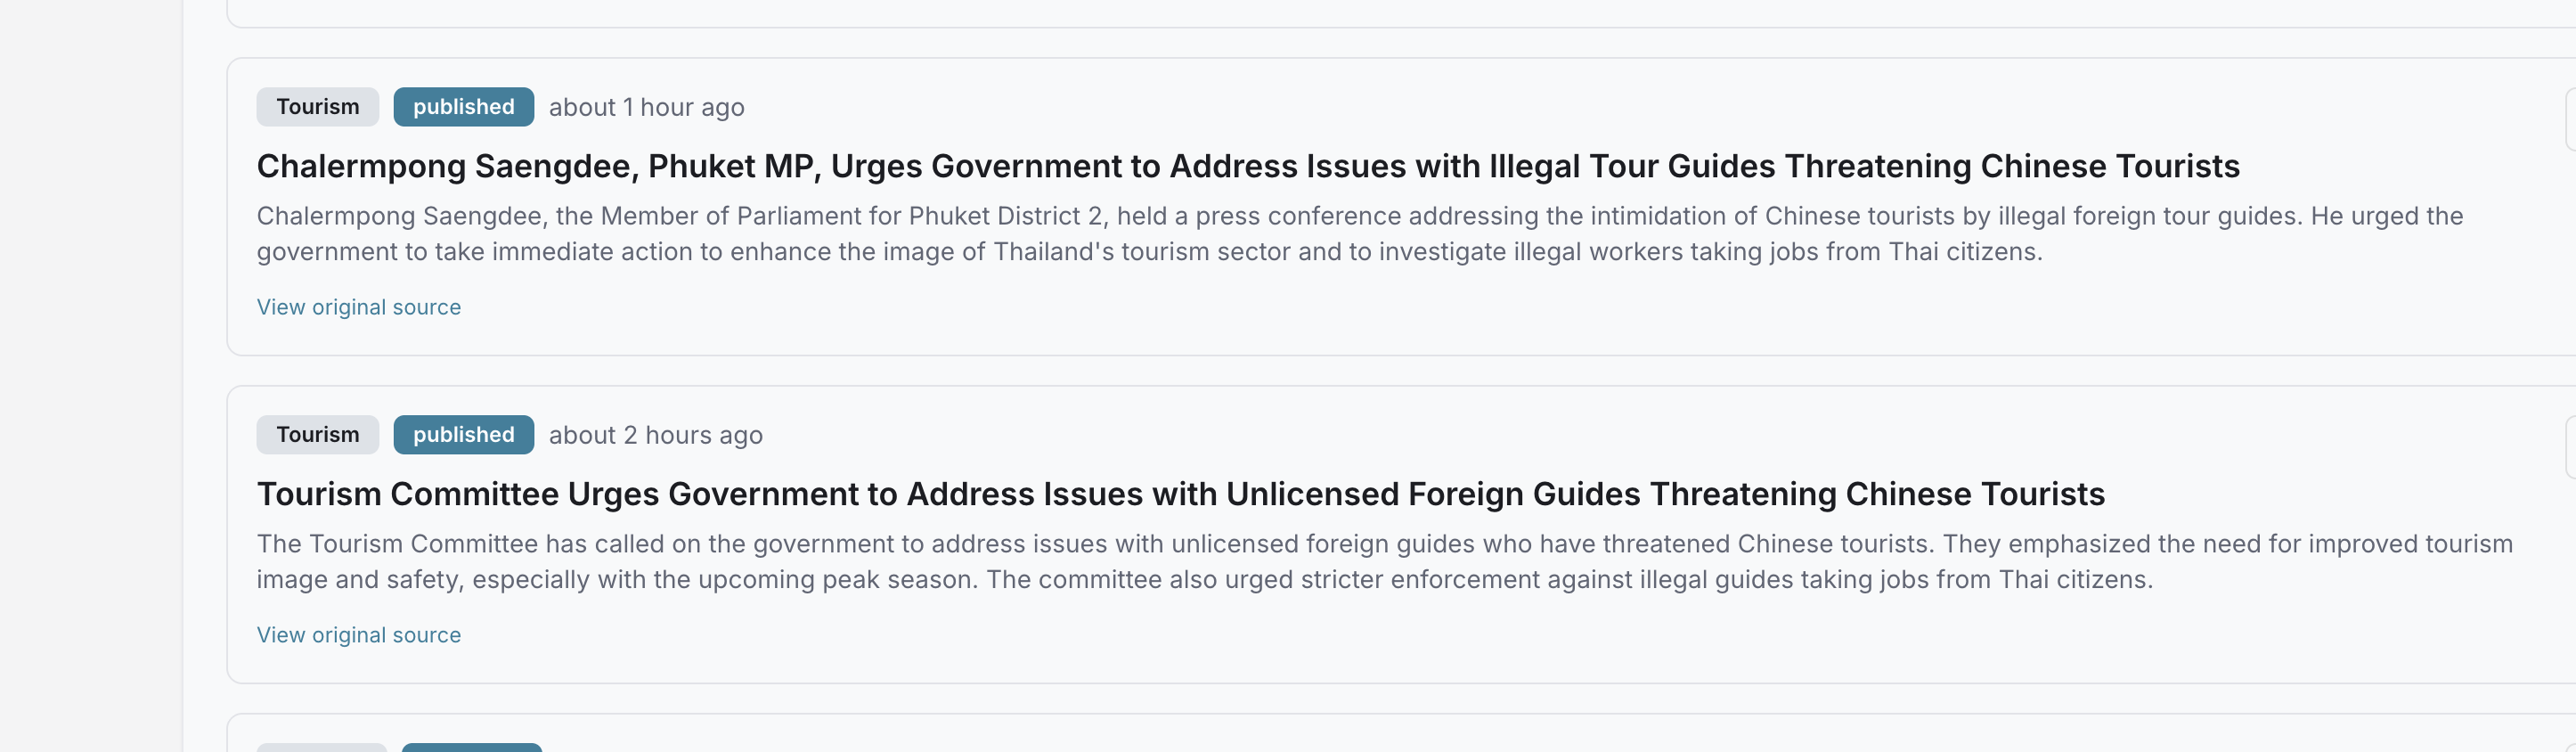 Tourism published about 1 hour ago
Chalermpong Saengdee, Phuket MP, Urges Government to Address Issues with Illegal Tour Guides Threatening Chinese Tourists
Chalermpong Saengdee, the Member of Parliament for Phuket District 2, held a press conference addressing the intimidation of Chinese tourists by illegal foreign tour guides. He urged the
government to take immediate action to enhance the image of Thailand's tourism sector and to investigate illegal workers taking jobs from Thai citizens.
View original source
Tourism published about 2 hours ago
Tourism Committee Urges Government to Address Issues with Unlicensed Foreign Guides Threatening Chinese Tourists
The Tourism Committee has called on the government to address issues with unlicensed foreign guides who have threatened Chinese tourists. They emphasized the need for improved tourism
image and safety, especially with the upcoming peak season. The committee also urged stricter enforcement against illegal guides taking jobs from Thai citizens.
View original source